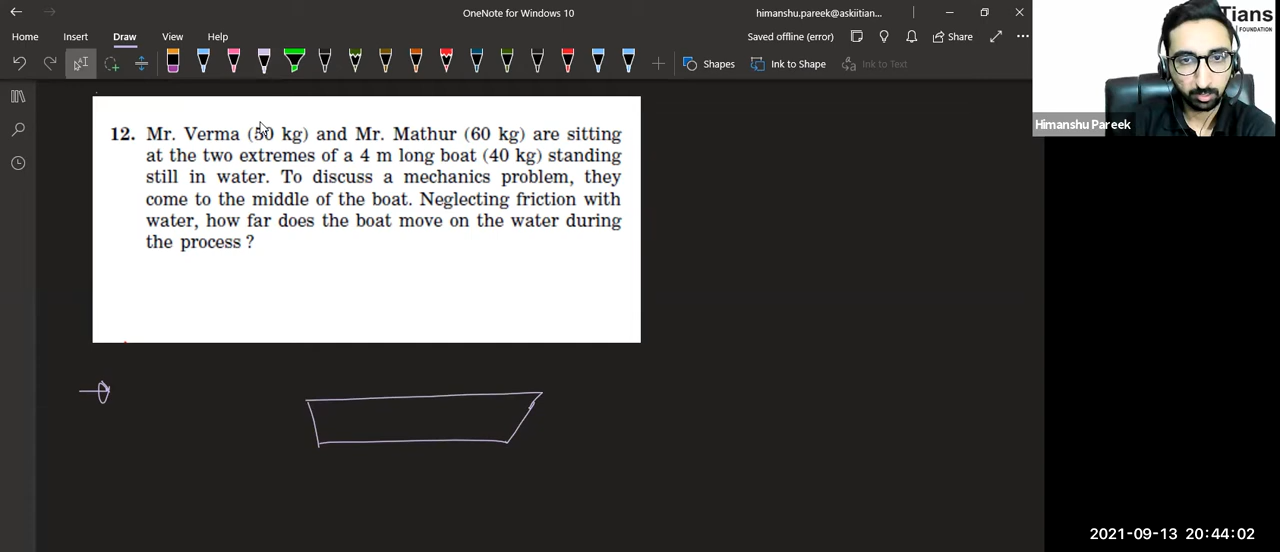 OneNote for Windows 10
himanshu.pareek@askiitian...
Home
Insert
Draw
View
Help
Saved offline (error)
Share
Shapes
Ink to Shape
Ink to Text
Tians
FOUNDATION
Himanshu Pareek
12. Mr. Verma (50 kg) and Mr. Mathur (60 kg) are sitting
at the two extremes of a 4 m long boat (40 kg) standing
still in water. To discuss a mechanics problem, they
come to the middle of the boat. Neglecting friction with
water, how far does the boat move on the water during
the process ?
2021-09-13 20:44:02